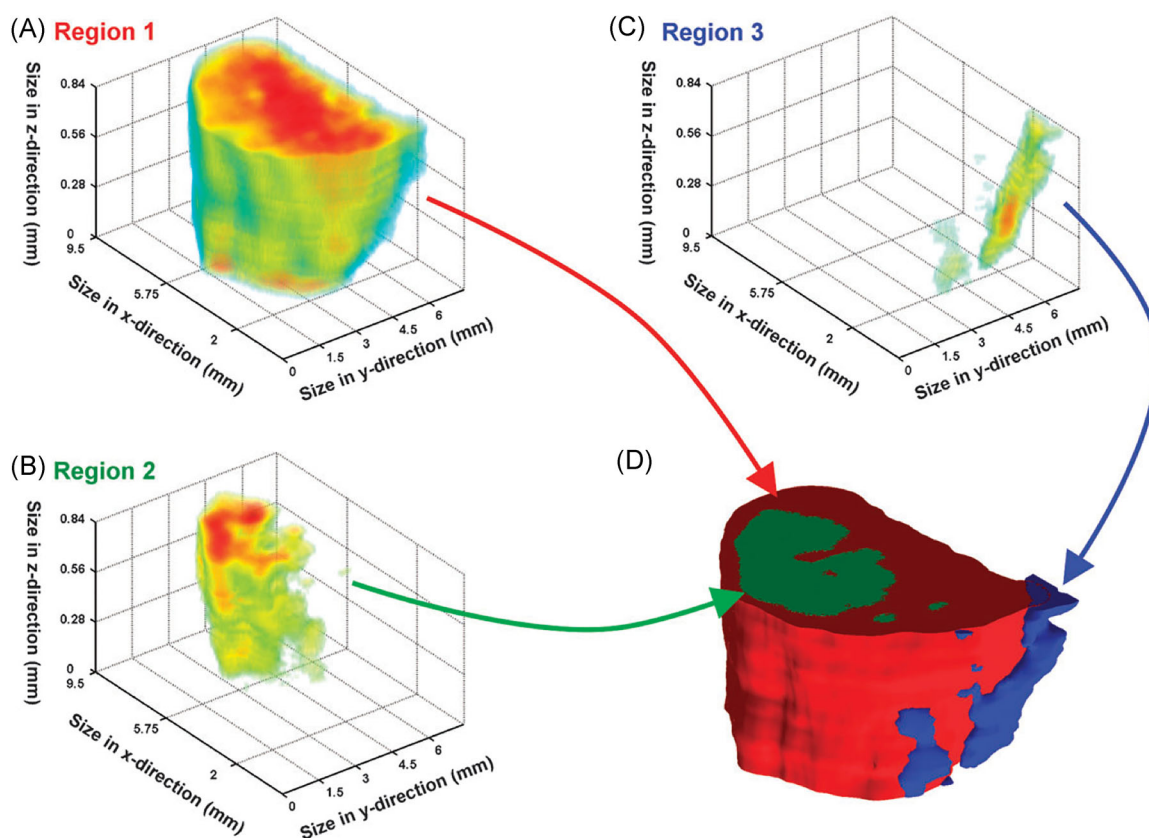 (A) Region 1
Size in z-direction (mm)
0.84
0.56
0.28
0
9.5
5.75
2
0
1.5
3
4.5
6
Size in x-direction (mm)
Size in y-direction (mm)
(C) Region 3
Size in z-direction (mm)
0.84
0.56
0.28
0
9.5
5.75
2
0
1.5
3
4.5
6
Size in x-direction (mm)
Size in y-direction (mm)
(B) Region 2
Size in z-direction (mm)
0.84
0.56
0.28
0
9.5
5.75
2
0
1.5
3
4.5
6
Size in x-direction (mm)
Size in y-direction (mm)
(D)